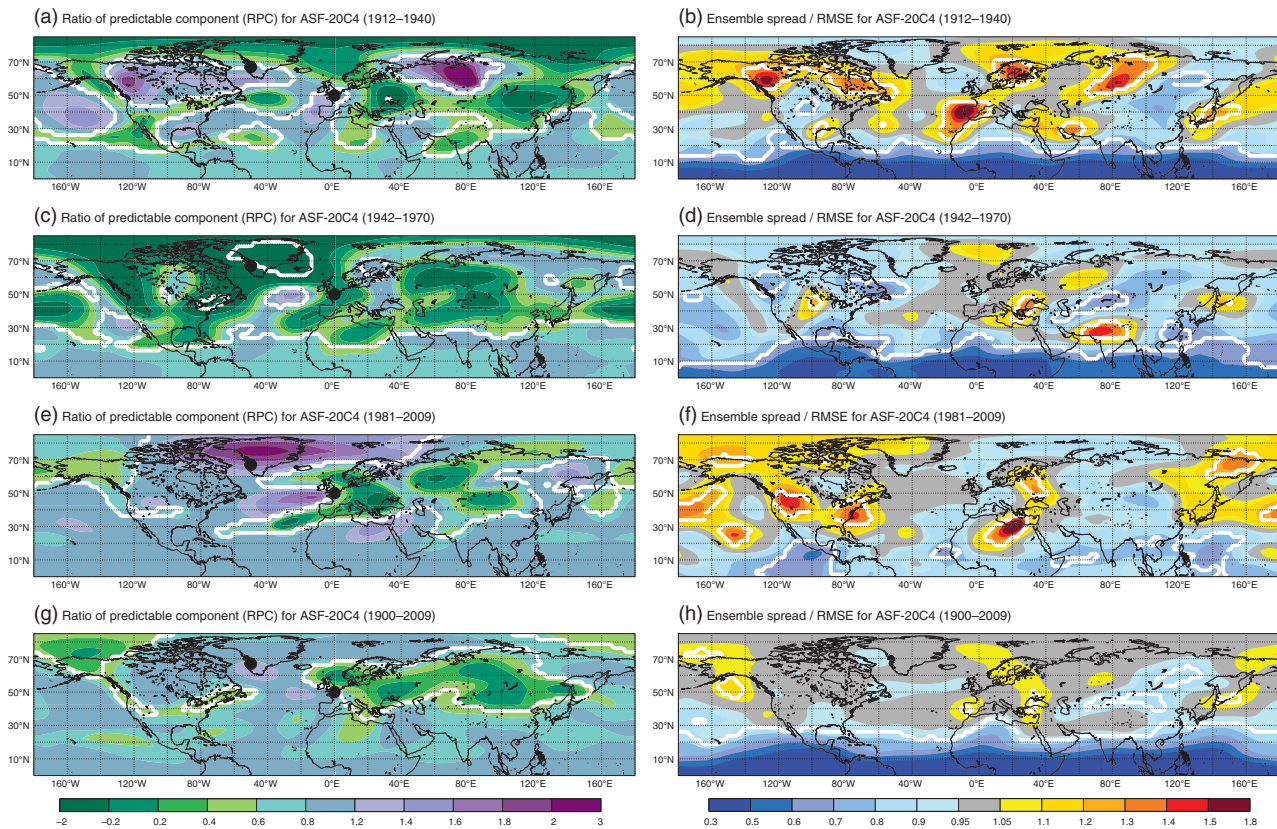 (a) Ratio of predictable component (RPC) for ASF-20C4 (1912–1940)
70°N
50°N
30°N
10°N
160°W 120°W 80°W 40°W 0°E 40°E 80°E 120°E 160°E
(b) Ensemble spread / RMSE for ASF-20C4 (1912–1940)
70°N
50°N
30°N
10°N
160°W 120°W 80°W 40°W 0°E 40°E 80°E 120°E 160°E
(c) Ratio of predictable component (RPC) for ASF-20C4 (1942–1970)
70°N
50°N
30°N
10°N
160°W 120°W 80°W 40°W 0°E 40°E 80°E 120°E 160°E
(d) Ensemble spread / RMSE for ASF-20C4 (1942–1970)
70°N
50°N
30°N
10°N
160°W 120°W 80°W 40°W 0°E 40°E 80°E 120°E 160°E
(e) Ratio of predictable component (RPC) for ASF-20C4 (1981–2009)
70°N
50°N
30°N
10°N
160°W 120°W 80°W 40°W 0°E 40°E 80°E 120°E 160°E
(f) Ensemble spread / RMSE for ASF-20C4 (1981–2009)
70°N
50°N
30°N
10°N
160°W 120°W 80°W 40°W 0°E 40°E 80°E 120°E 160°E
(g) Ratio of predictable component (RPC) for ASF-20C4 (1900–2009)
70°N
50°N
30°N
10°N
160°W 120°W 80°W 40°W 0°E 40°E 80°E 120°E 160°E
−2 −0.2 0.2 0.4 0.6 0.8 1.2 1.4 1.6 1.8 2 3
(h) Ensemble spread / RMSE for ASF-20C4 (1900–2009)
70°N
50°N
30°N
10°N
160°W 120°W 80°W 40°W 0°E 40°E 80°E 120°E 160°E
0.3 0.5 0.6 0.7 0.8 0.9 0.95 1.05 1.1 1.2 1.3 1.4 1.5 1.8